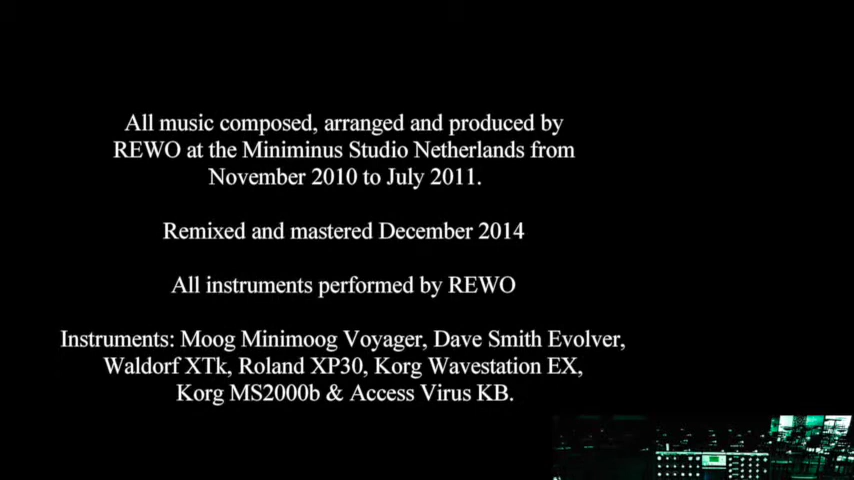 All music composed, arranged and produced by
REWO at the Miniminus Studio Netherlands from
November 2010 to July 2011.
Remixed and mastered December 2014
All instruments performed by REWO
Instruments: Moog Minimoog Voyager, Dave Smith Evolver,
Waldorf XTk, Roland XP30, Korg Wavestation EX,
Korg MS2000b & Access Virus KB.